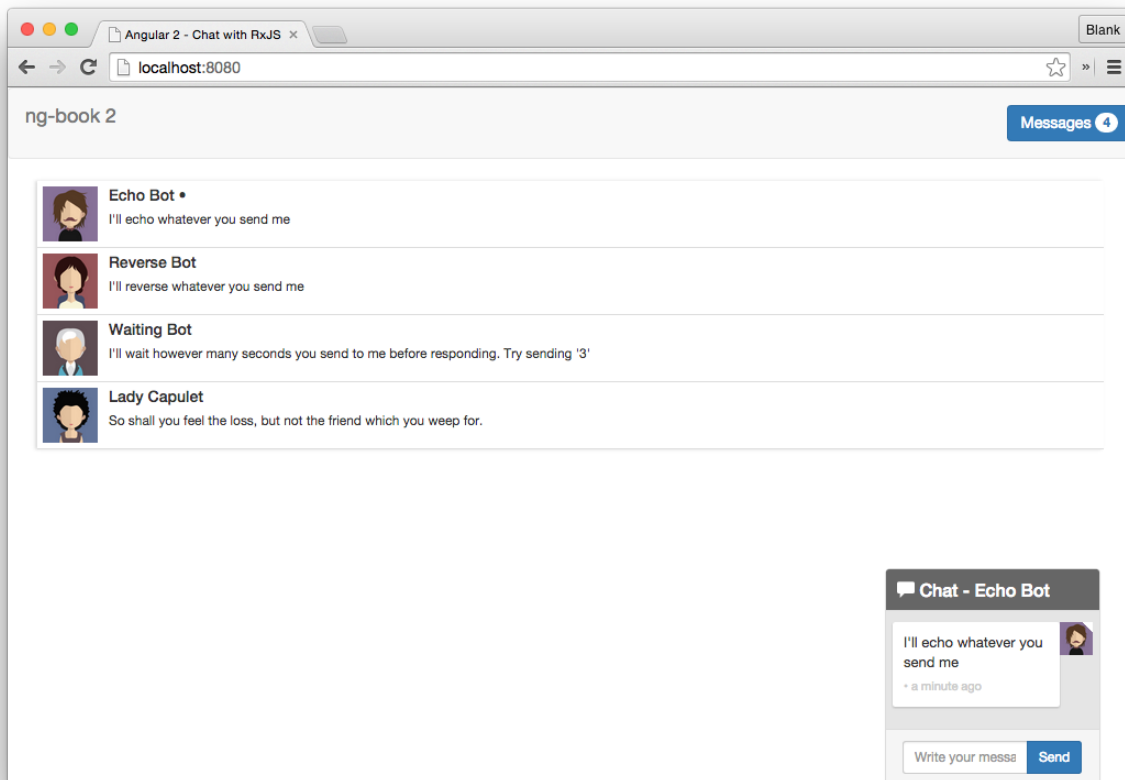 Angular 2 - Chat with RxJS
Blank
localhost:8080
ng-book 2
Messages 4
Echo Bot •
I'll echo whatever you send me
Reverse Bot
I'll reverse whatever you send me
Waiting Bot
I'll wait however many seconds you send to me before responding. Try sending '3'
Lady Capulet
So shall you feel the loss, but not the friend which you weep for.
Chat - Echo Bot
I'll echo whatever you
send me
• a minute ago
Write your messa
Send